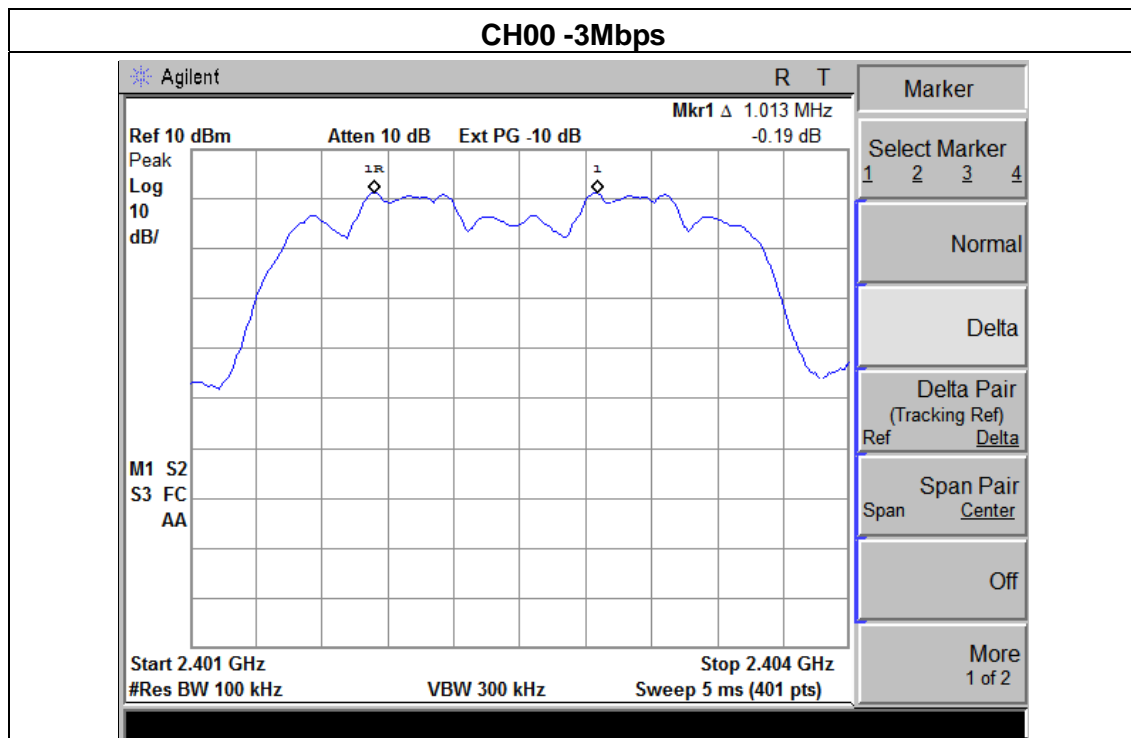 CH00 -3Mbps
Agilent R T
Mkr1 Δ 1.013 MHz
Ref 10 dBm Atten 10 dB Ext PG -10 dB -0.19 dB
Peak
Log
10
dB/
1R 1
M1 S2
S3 FC
AA
Start 2.401 GHz Stop 2.404 GHz
#Res BW 100 kHz VBW 300 kHz Sweep 5 ms (401 pts)
Marker
Select Marker
1 2 3 4
Normal
Delta
Delta Pair
(Tracking Ref)
Ref Delta
Span Pair
Span Center
Off
More
1 of 2